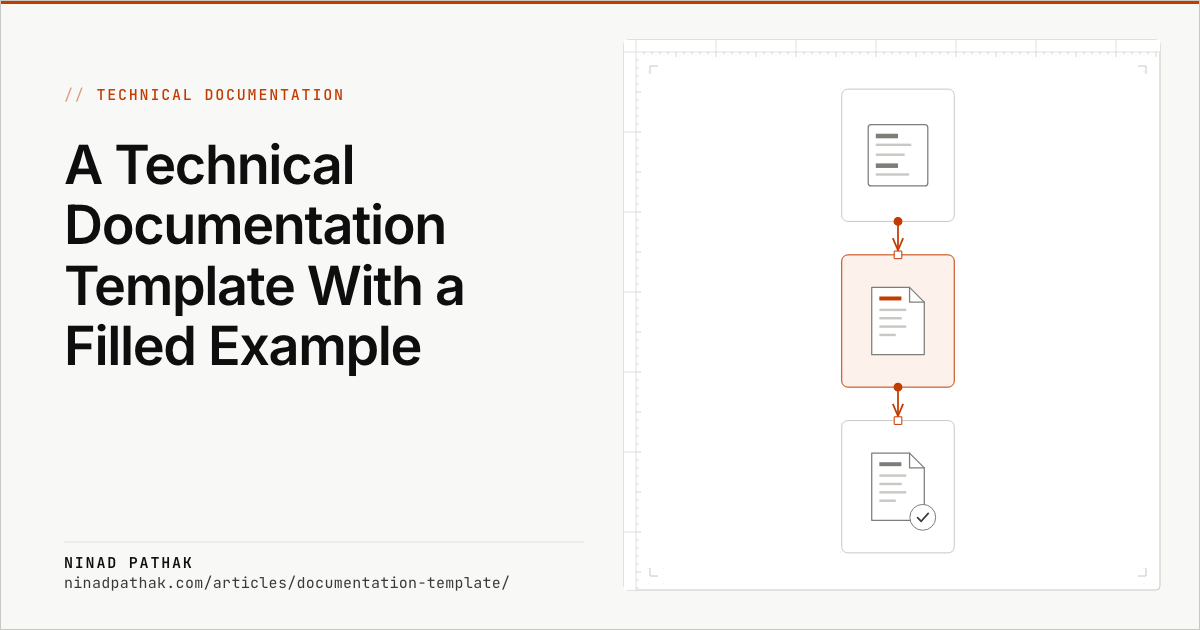 // TECHNICAL DOCUMENTATION
A Technical
Documentation
Template With a
Filled Example
NINAD PATHAK
ninadpathak.com/articles/documentation-template/